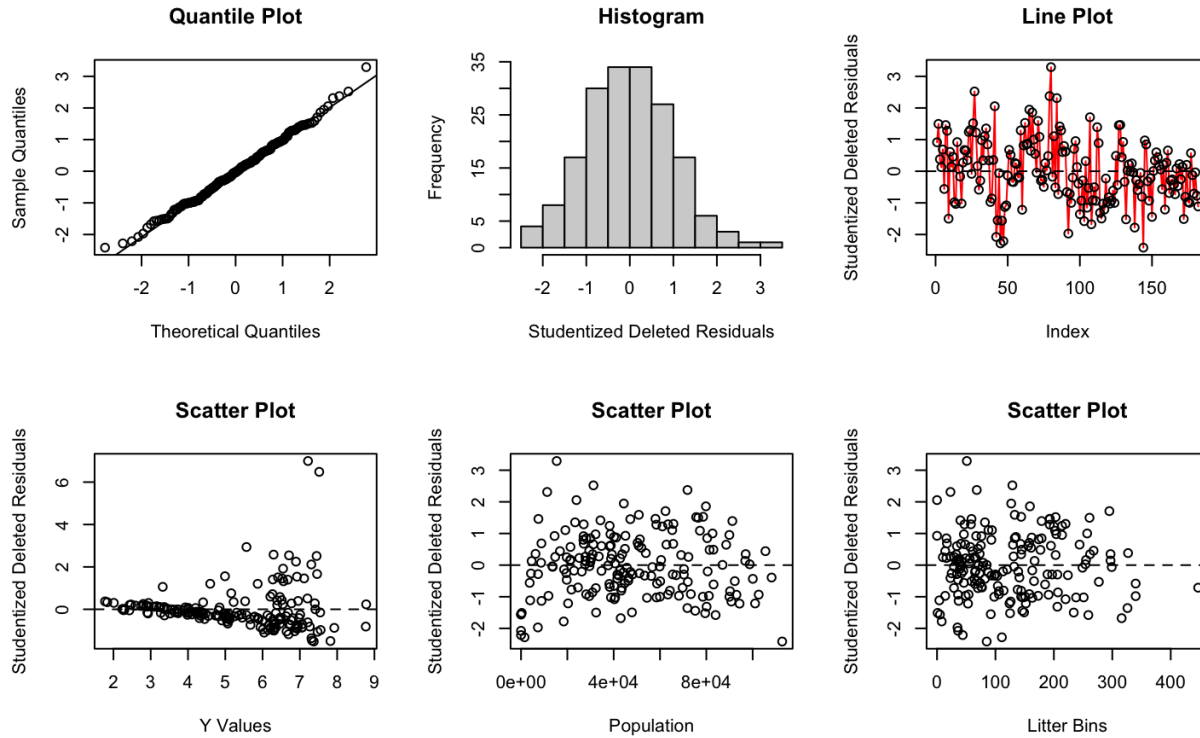 Quantile Plot
Sample Quantiles
3
2
1
0
-1
-2
-2 -1 0 1 2
Theoretical Quantiles
Histogram
Frequency
35
25
15
5
0
-2 -1 0 1 2 3
Studentized Deleted Residuals
Line Plot
Studentized Deleted Residuals
3
2
1
0
-1
-2
0 50 100 150
Index
Scatter Plot
Studentized Deleted Residuals
6
4
2
0
2 3 4 5 6 7 8 9
Y Values
Scatter Plot
Studentized Deleted Residuals
3
2
1
0
-1
-2
0e+00 4e+04 8e+04
Population
Scatter Plot
Studentized Deleted Residuals
3
2
1
0
-1
-2
0 100 200 300 400
Litter Bins